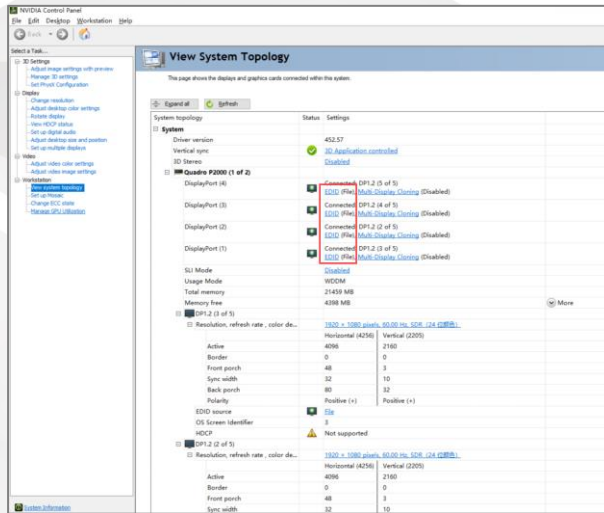 NVIDIA Control Panel
File Edit Desktop Workstation Help
Back
Select a Task...
3D Settings
Adjust image settings with preview
Manage 3D settings
Set PhysX Configuration
Display
Change resolution
Adjust desktop color settings
Rotate display
View HDCP status
Set up digital audio
Adjust desktop size and position
Set up multiple displays
Video
Adjust video color settings
Adjust video image settings
Workstation
View system topology
Set up Mosaic
Change ECC state
Manage GPU Utilization
System Information
View System Topology
This page shows the displays and graphics cards connected within this system.
Expand all Refresh
System topology Status Settings
System
Driver version 452.57
Vertical sync 3D Application controlled
3D Stereo Disabled
Quadro P2000 (1 of 2)
DisplayPort (4) Connected, DP1.2 (5 of 5)
EDID (File), Multi-Display Cloning (Disabled)
DisplayPort (3) Connected, DP1.2 (4 of 5)
EDID (File), Multi-Display Cloning (Disabled)
DisplayPort (2) Connected, DP1.2 (2 of 5)
EDID (File), Multi-Display Cloning (Disabled)
DisplayPort (1) Connected, DP1.2 (3 of 5)
EDID (File), Multi-Display Cloning (Disabled)
SLI Mode Disabled
Usage Mode WDDM
Total memory 21459 MB
Memory free 4398 MB
More
DP1.2 (3 of 5)
Resolution, refresh rate , color de... 1920 × 1080 pixels, 60.00 Hz, SDR（24 位颜色）
Horizontal (4256) Vertical (2205)
Active 4096 2160
Border 0 0
Front porch 48 3
Sync width 32 10
Back porch 80 32
Polarity Positive (+) Positive (+)
EDID source File
OS Screen Identifier 3
HDCP Not supported
DP1.2 (2 of 5)
Resolution, refresh rate , color de... 1920 × 1080 pixels, 60.00 Hz, SDR（24 位颜色）
Horizontal (4256) Vertical (2205)
Active 4096 2160
Border 0 0
Front porch 48 3
Sync width 32 10